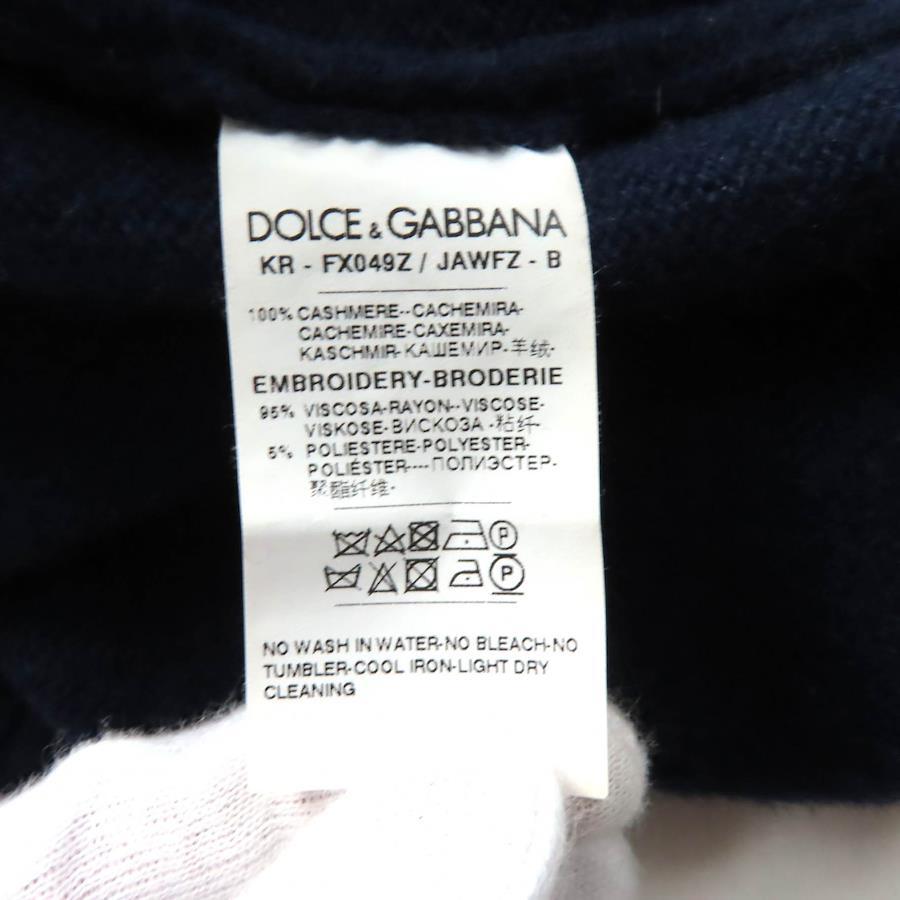 DOLCE & GABBANA
KR - FX049Z / JAWFZ - B
100% CASHMERE--CACHEMIRA-
CACHEMIRE-CAXEMIRA-
KASCHMIR-КАШЕМИР-羊绒-
EMBROIDERY-BRODERIE
95% VISCOSA-RAYON--VISCOSE-
VISKOSE-ВИСКОЗА -粘纤-
5% POLIESTERE-POLYESTER-
POLIÉSTER----ПОЛИЭСТЕР-
聚酯纤维-
P
P
NO WASH IN WATER-NO BLEACH-NO
TUMBLER-COOL IRON-LIGHT DRY
CLEANING